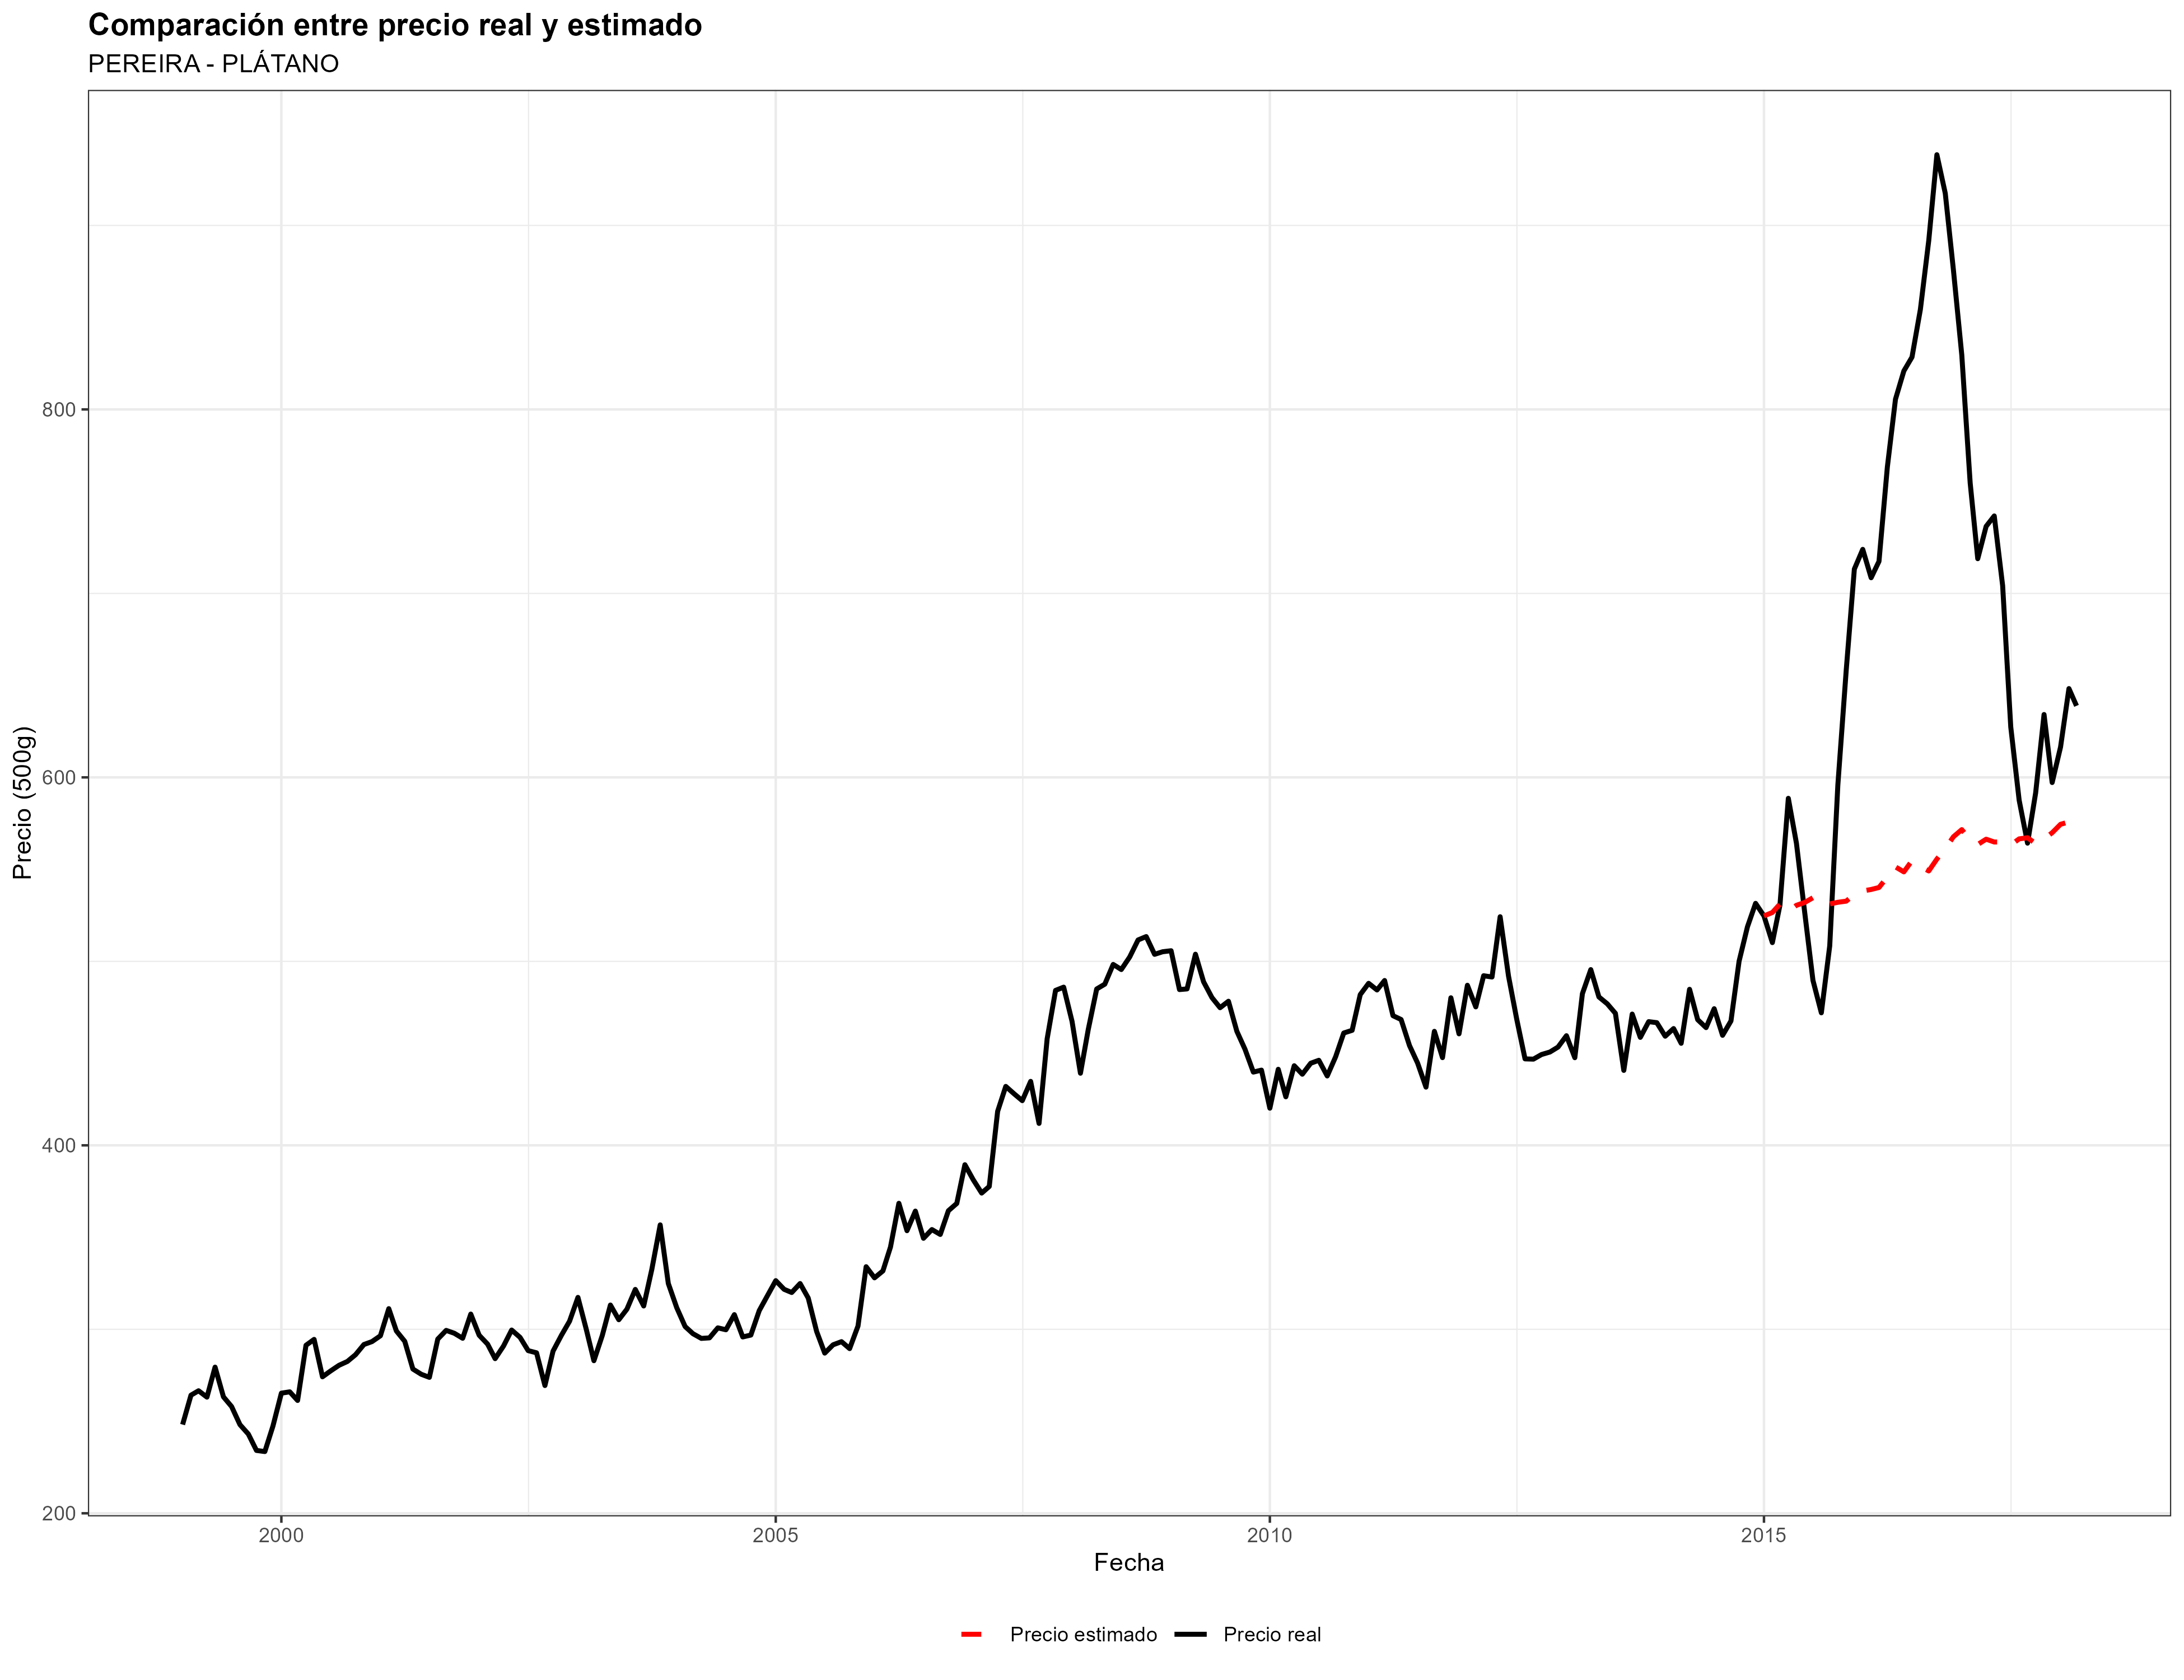 Comparación entre precio real y estimado
PEREIRA - PLÁTANO
Precio (500g)
800
600
400
200
2000 2005 2010 2015
Fecha
Precio estimado Precio real